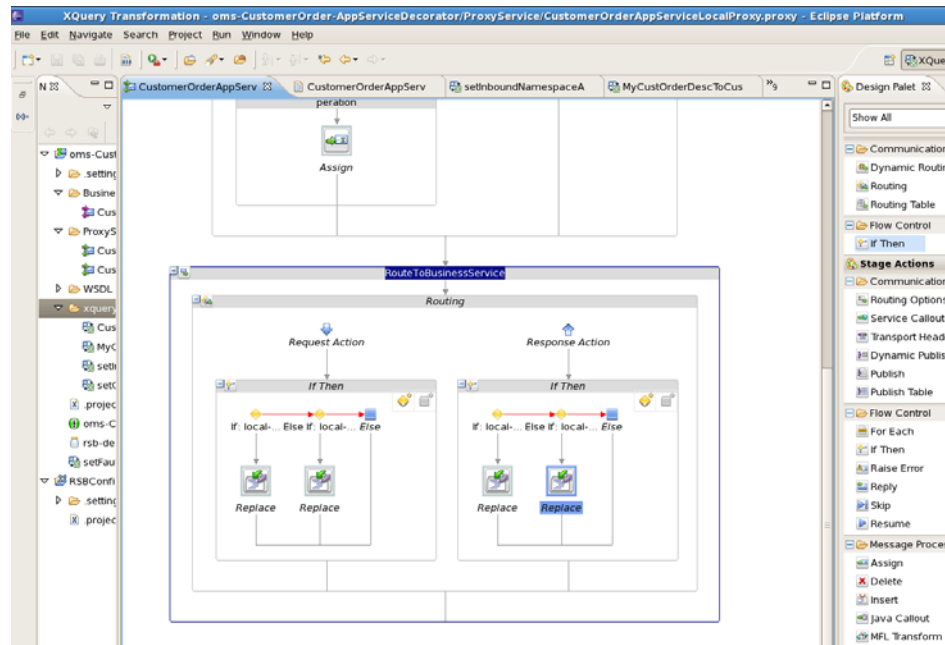 XQuery Transformation - oms-CustomerOrder-AppServiceDecorator/ProxyService/CustomerOrderAppServiceLocalProxy.proxy - Eclipse Platform
File Edit Navigate Search Project Run Window Help
XQue
N
CustomerOrderAppServ
CustomerOrderAppServ
setInboundNamespaceA
MyCustOrderDescToCus
9
Design Palet
Show All
oms-Cust
.setting
Busine
Cus
ProxyS
Cus
Cus
WSDL
xquery
Cus
MyC
setI
setC
.projec
oms-C
rsb-de
setFau
RSBConfi
.setting
.projec
peration
Assign
RouteToBusinessService
Routing
Request Action
Response Action
If Then
If Then
If: local-... Else If: local-... Else
If: local-... Else If: local-... Else
Replace Replace
Replace Replace
Communication
Dynamic Routin
Routing
Routing Table
Flow Control
If Then
Stage Actions
Communication
Routing Options
Service Callout
Transport Head
Dynamic Publis
Publish
Publish Table
Flow Control
For Each
If Then
Raise Error
Reply
Skip
Resume
Message Proce
Assign
Delete
Insert
Java Callout
MFL Transform